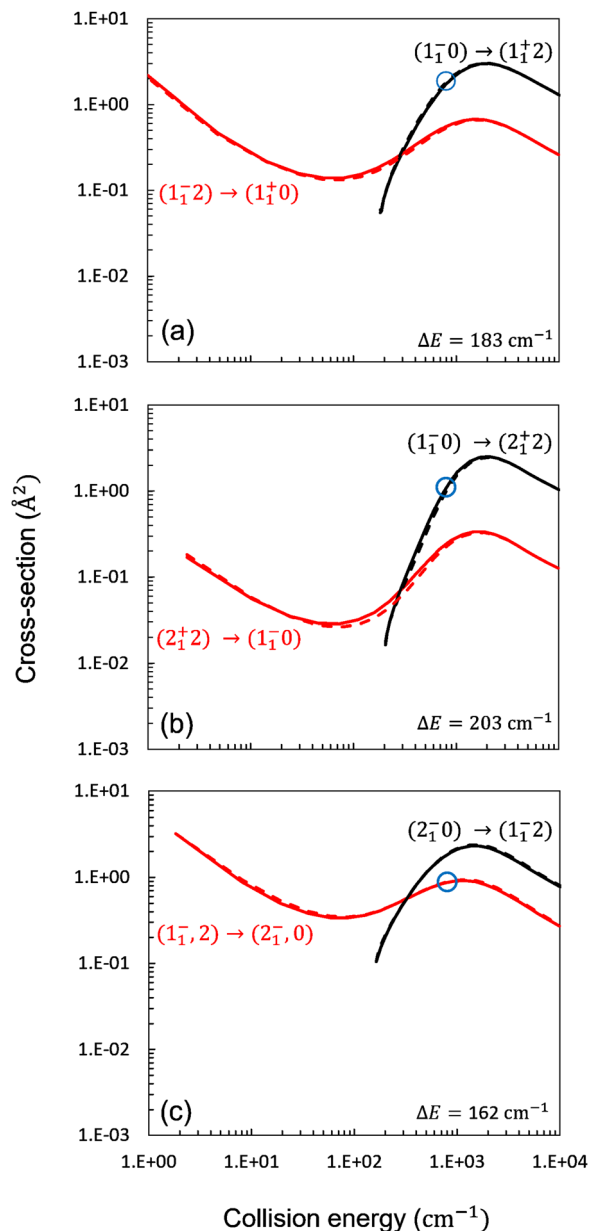 1.E+01
(1₁⁻0) → (1₁⁺2)
1.E+00
1.E-01
(1₁⁻2) → (1₁⁺0)
1.E-02
(a)
ΔE = 183 cm⁻¹
1.E-03
1.E+01
(1₁⁻0) → (2₁⁺2)
1.E+00
1.E-01
(2₁⁺2) → (1₁⁻0)
1.E-02
(b)
ΔE = 203 cm⁻¹
1.E-03
Cross-section (Å²)
1.E+01
(2₁⁻0) → (1₁⁻2)
1.E+00
(1₁⁻,2) → (2₁⁻,0)
1.E-01
1.E-02
(c)
ΔE = 162 cm⁻¹
1.E-03
1.E+00 1.E+01 1.E+02 1.E+03 1.E+04
Collision energy (cm⁻¹)